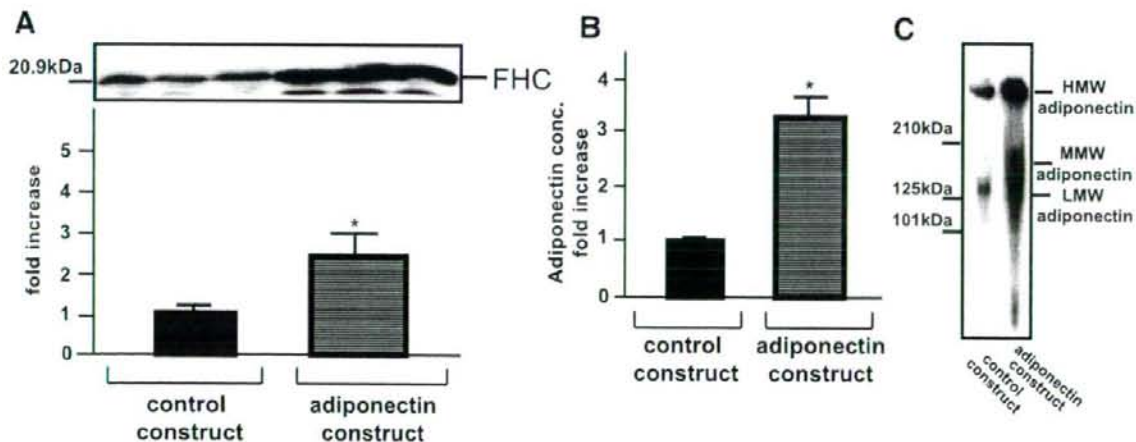 A
20.9kDa
FHC
fold increase
5
4
3
2
1
0
*
control
construct
adiponectin
construct
B
Adiponectin conc.
fold increase
4
3
2
1
0
*
control
construct
adiponectin
construct
C
210kDa
125kDa
101kDa
HMW
adiponectin
MMW
adiponectin
LMW
adiponectin
control
construct
adiponectin
construct